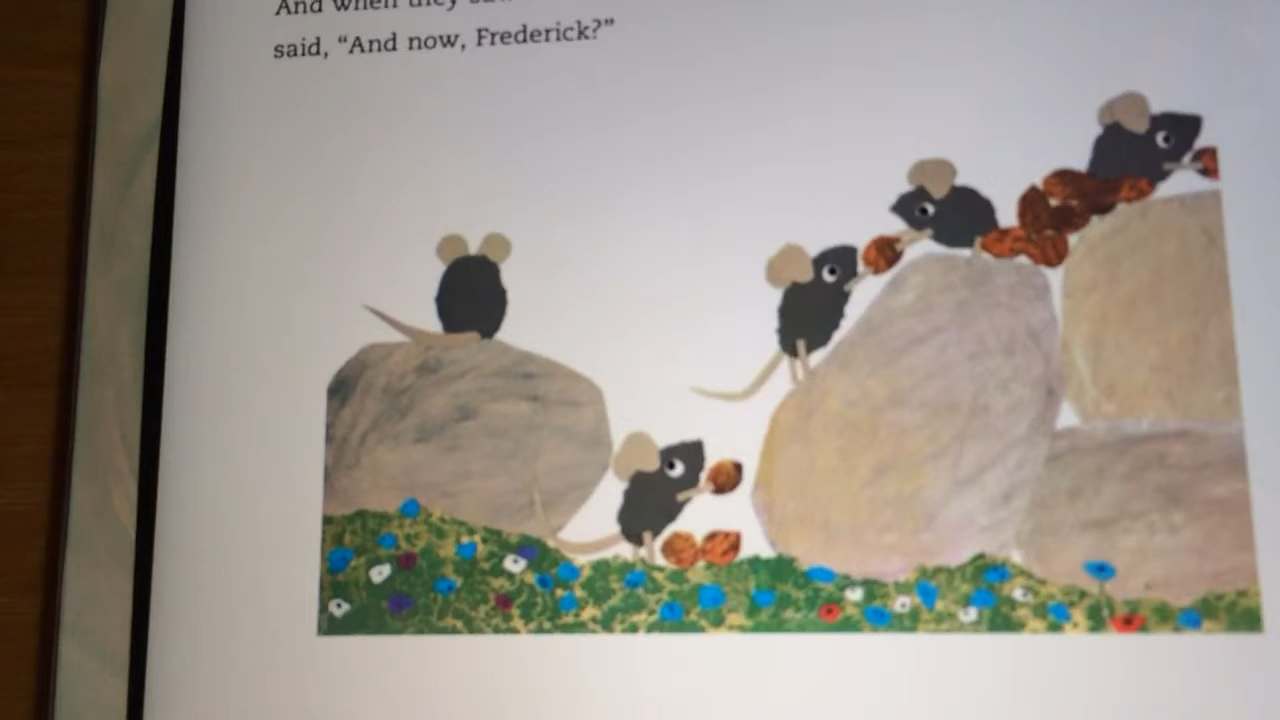 And when they
said, “And now, Frederick?”